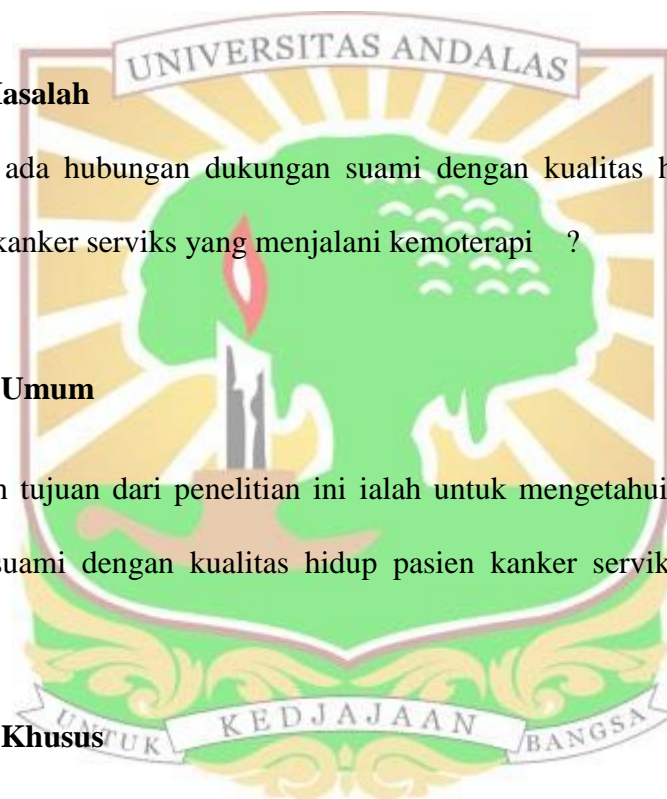 UNIVERSITAS ANDALAS
asalah
ada hubungan dukungan suami dengan kualitas h
kanker serviks yang menjalani kemoterapi ?
Umum
tujuan dari penelitian ini ialah untuk mengetahui
suami dengan kualitas hidup pasien kanker servik
Khusus
UNTUK KEDJAJAAN BANGSA